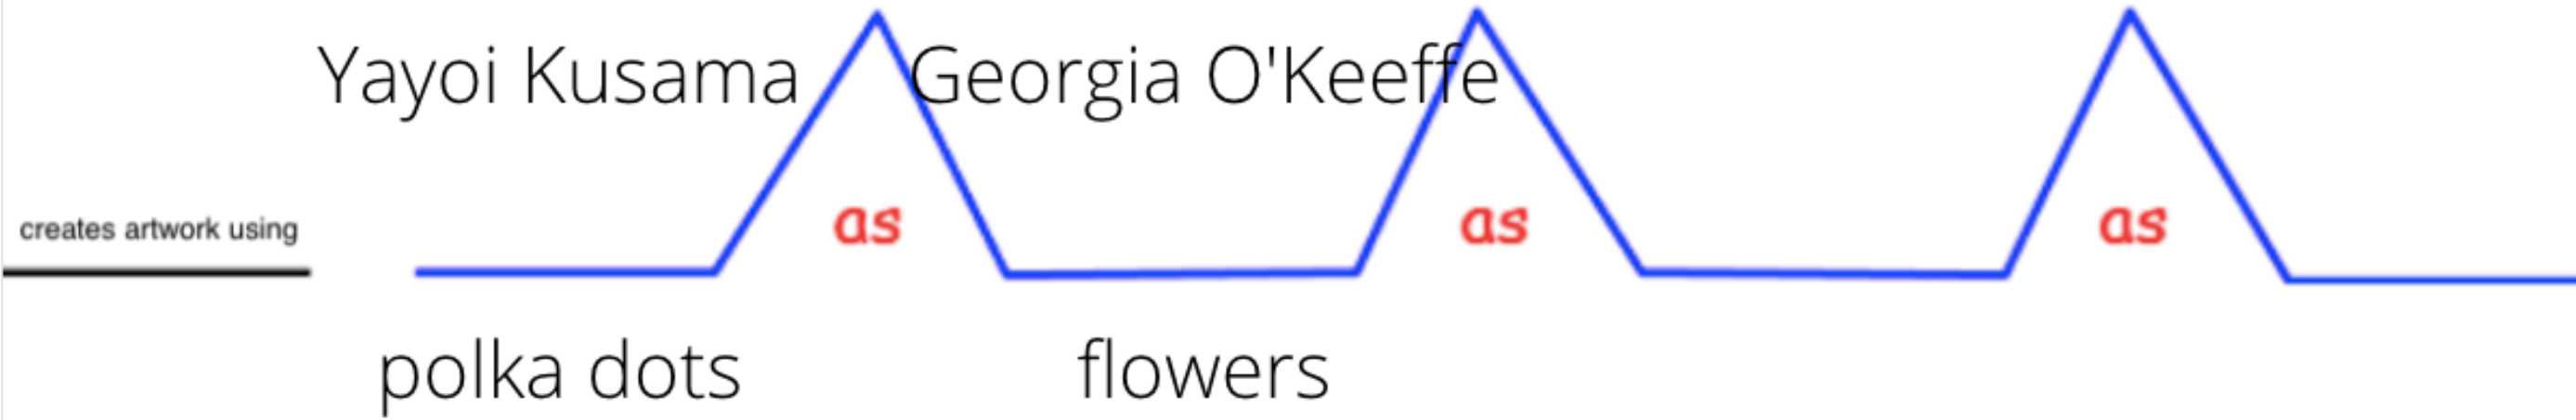 Yayoi Kusama Georgia O'Keeffe
as as as
creates artwork using
polka dots flowers